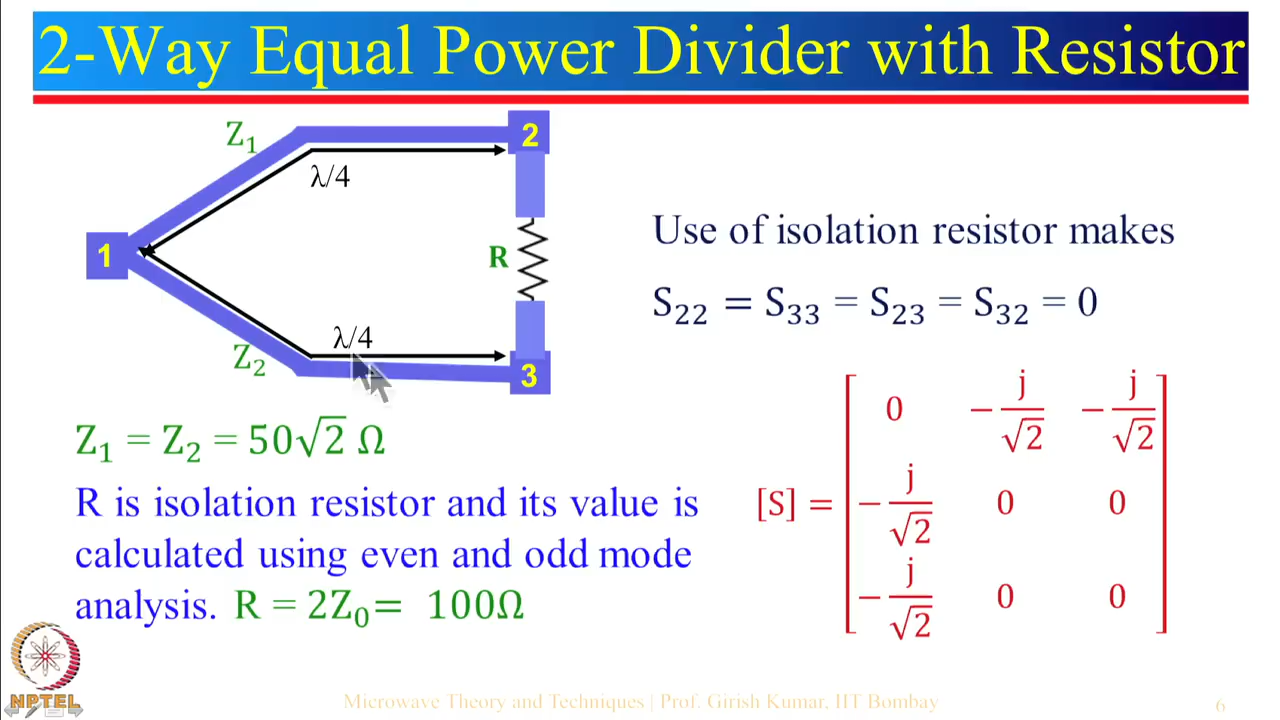 2-Way Equal Power Divider with Resistor
Z₁
2
λ/4
1
R
λ/4
Z₂
3
Z₁ = Z₂ = 50√2 Ω
R is isolation resistor and its value is
calculated using even and odd mode
analysis. R = 2Z₀ = 100Ω
Use of isolation resistor makes
S₂₂ = S₃₃ = S₂₃ = S₃₂ = 0
[S] =
0 −j/√2 −j/√2
−j/√2 0 0
−j/√2 0 0
NPTEL
Microwave Theory and Techniques | Prof. Girish Kumar, IIT Bombay
6